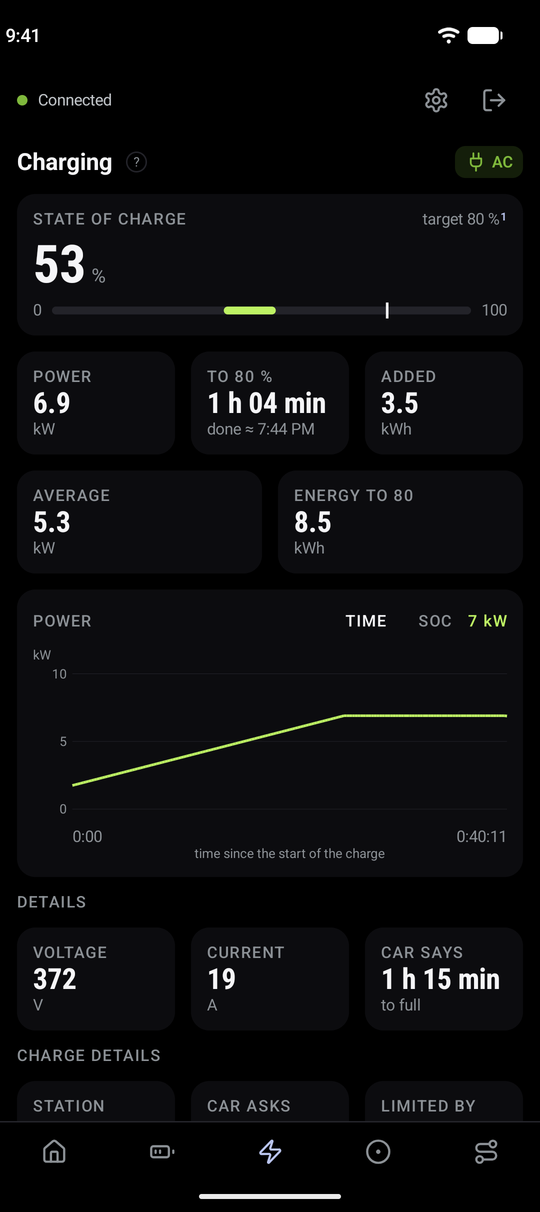 9:41
Connected
Charging ? AC
STATE OF CHARGE target 80 %¹
53 %
0 100
POWER TO 80 % ADDED
6.9 1 h 04 min 3.5
kW done ≈ 7:44 PM kWh
AVERAGE ENERGY TO 80
5.3 8.5
kW kWh
POWER TIME SOC 7 kW
kW
10
5
0
0:00 0:40:11
time since the start of the charge
DETAILS
VOLTAGE CURRENT CAR SAYS
372 19 1 h 15 min
V A to full
CHARGE DETAILS
STATION CAR ASKS LIMITED BY